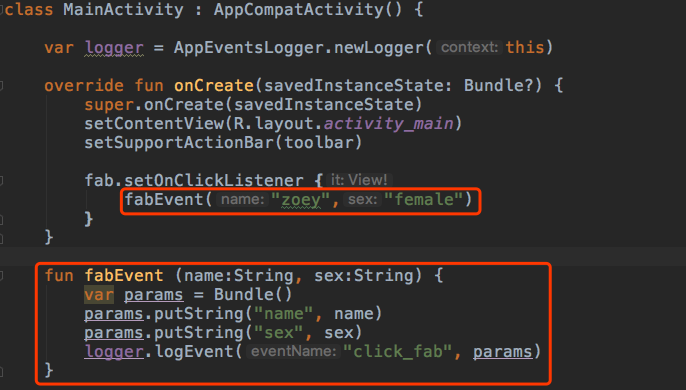 class MainActivity : AppCompatActivity() {
var logger = AppEventsLogger.newLogger( context: this)
override fun onCreate(savedInstanceState: Bundle?) {
super.onCreate(savedInstanceState)
setContentView(R.layout.activity_main)
setSupportActionBar(toolbar)
fab.setOnClickListener { it: View!
fabEvent( name: "zoey", sex: "female")
}
}
fun fabEvent (name:String, sex:String) {
var params = Bundle()
params.putString("name", name)
params.putString("sex", sex)
logger.logEvent( eventName: "click_fab", params)
}